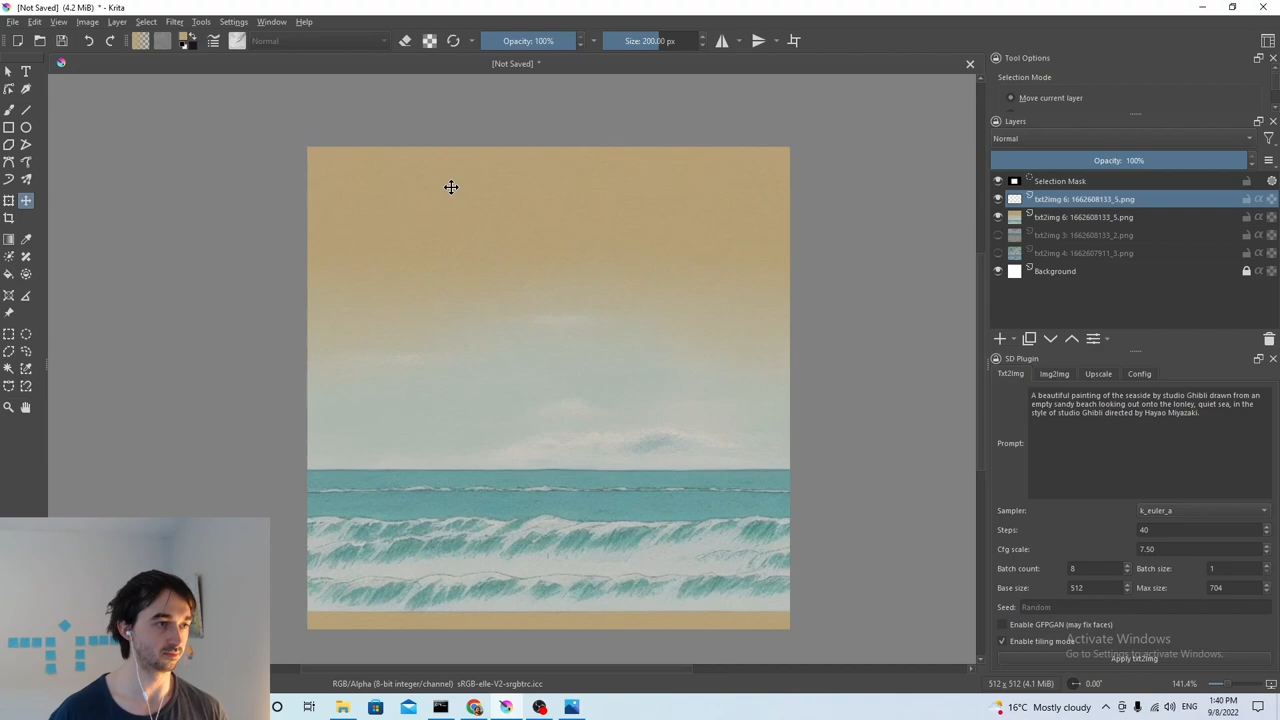 [Not Saved] (4.2 MiB) * - Krita
File Edit View Image Layer Select Filter Tools Settings Window Help
Normal Opacity: 100% Size: 200.00 px
[Not Saved] *
Tool Options
Selection Mode
Move current layer
Layers
Normal
Opacity: 100%
Selection Mask
txt2img 6: 1662608133_5.png
txt2img 6: 1662608133_5.png
txt2img 3: 1662608133_2.png
txt2img 4: 1662607911_3.png
Background
SD Plugin
Txt2Img Img2Img Upscale Config
A beautiful painting of the seaside by studio Ghibli drawn from an
empty sandy beach looking out onto the lonley, quiet sea, in the
style of studio Ghibli directed by Hayao Miyazaki.
Prompt:
Sampler: k_euler_a
Steps: 40
Cfg scale: 7.50
Batch count: 8 Batch size: 1
Base size: 512 Max size: 704
Seed: Random
Enable GFPGAN (may fix faces)
Enable tiling mode
Activate Windows
Go to Settings to activate Windows.
Apply txt2img
RGB/Alpha (8-bit integer/channel) sRGB-elle-V2-srgbtrc.icc
512 x 512 (4.1 MiB) 0.00° 141.4%
16°C Mostly cloudy
1:40 PM
9/8/2022